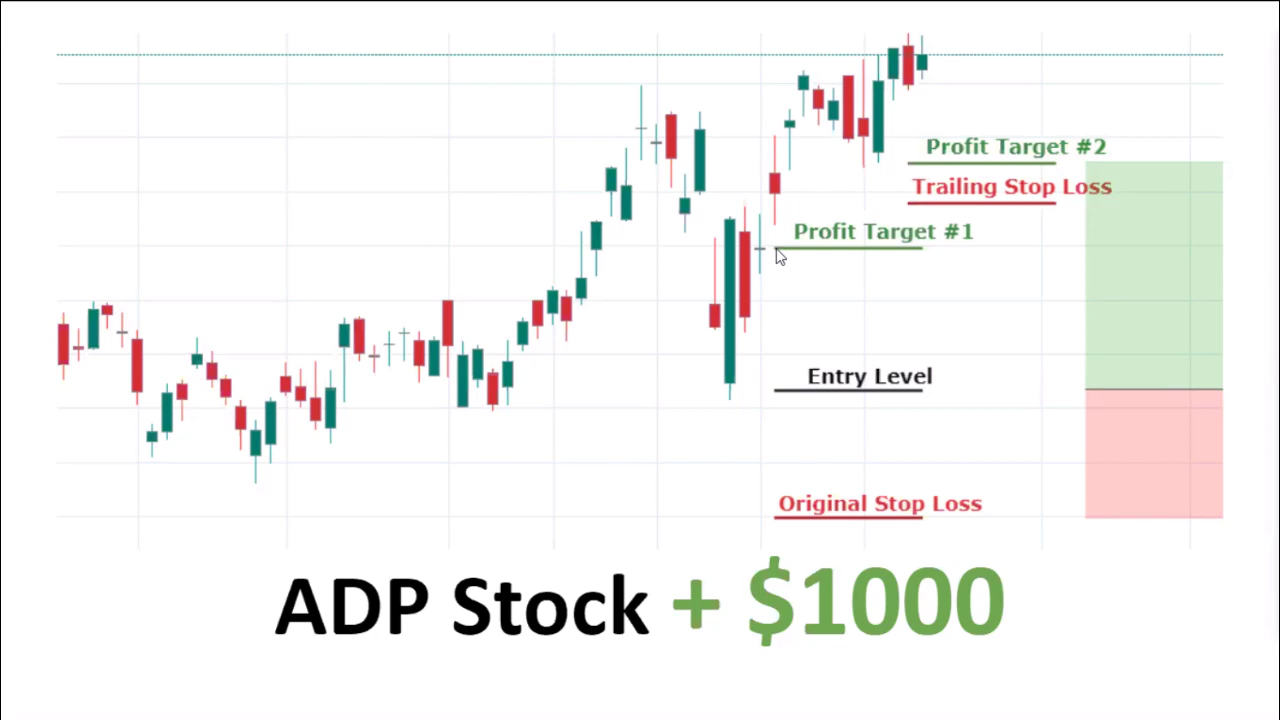 Profit Target #2
Trailing Stop Loss
Profit Target #1
Entry Level
Original Stop Loss
ADP Stock + $1000